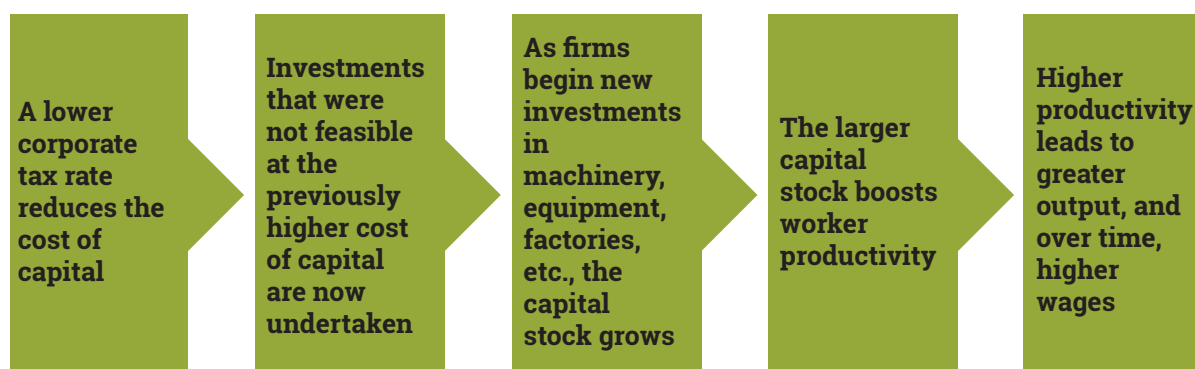 A lower
corporate
tax rate
reduces the
cost of
capital
Investments
that were
not feasible
at the
previously
higher cost
of capital
are now
undertaken
As firms
begin new
investments
in
machinery,
equipment,
factories,
etc., the
capital
stock grows
The larger
capital
stock boosts
worker
productivity
Higher
productivity
leads to
greater
output, and
over time,
higher
wages